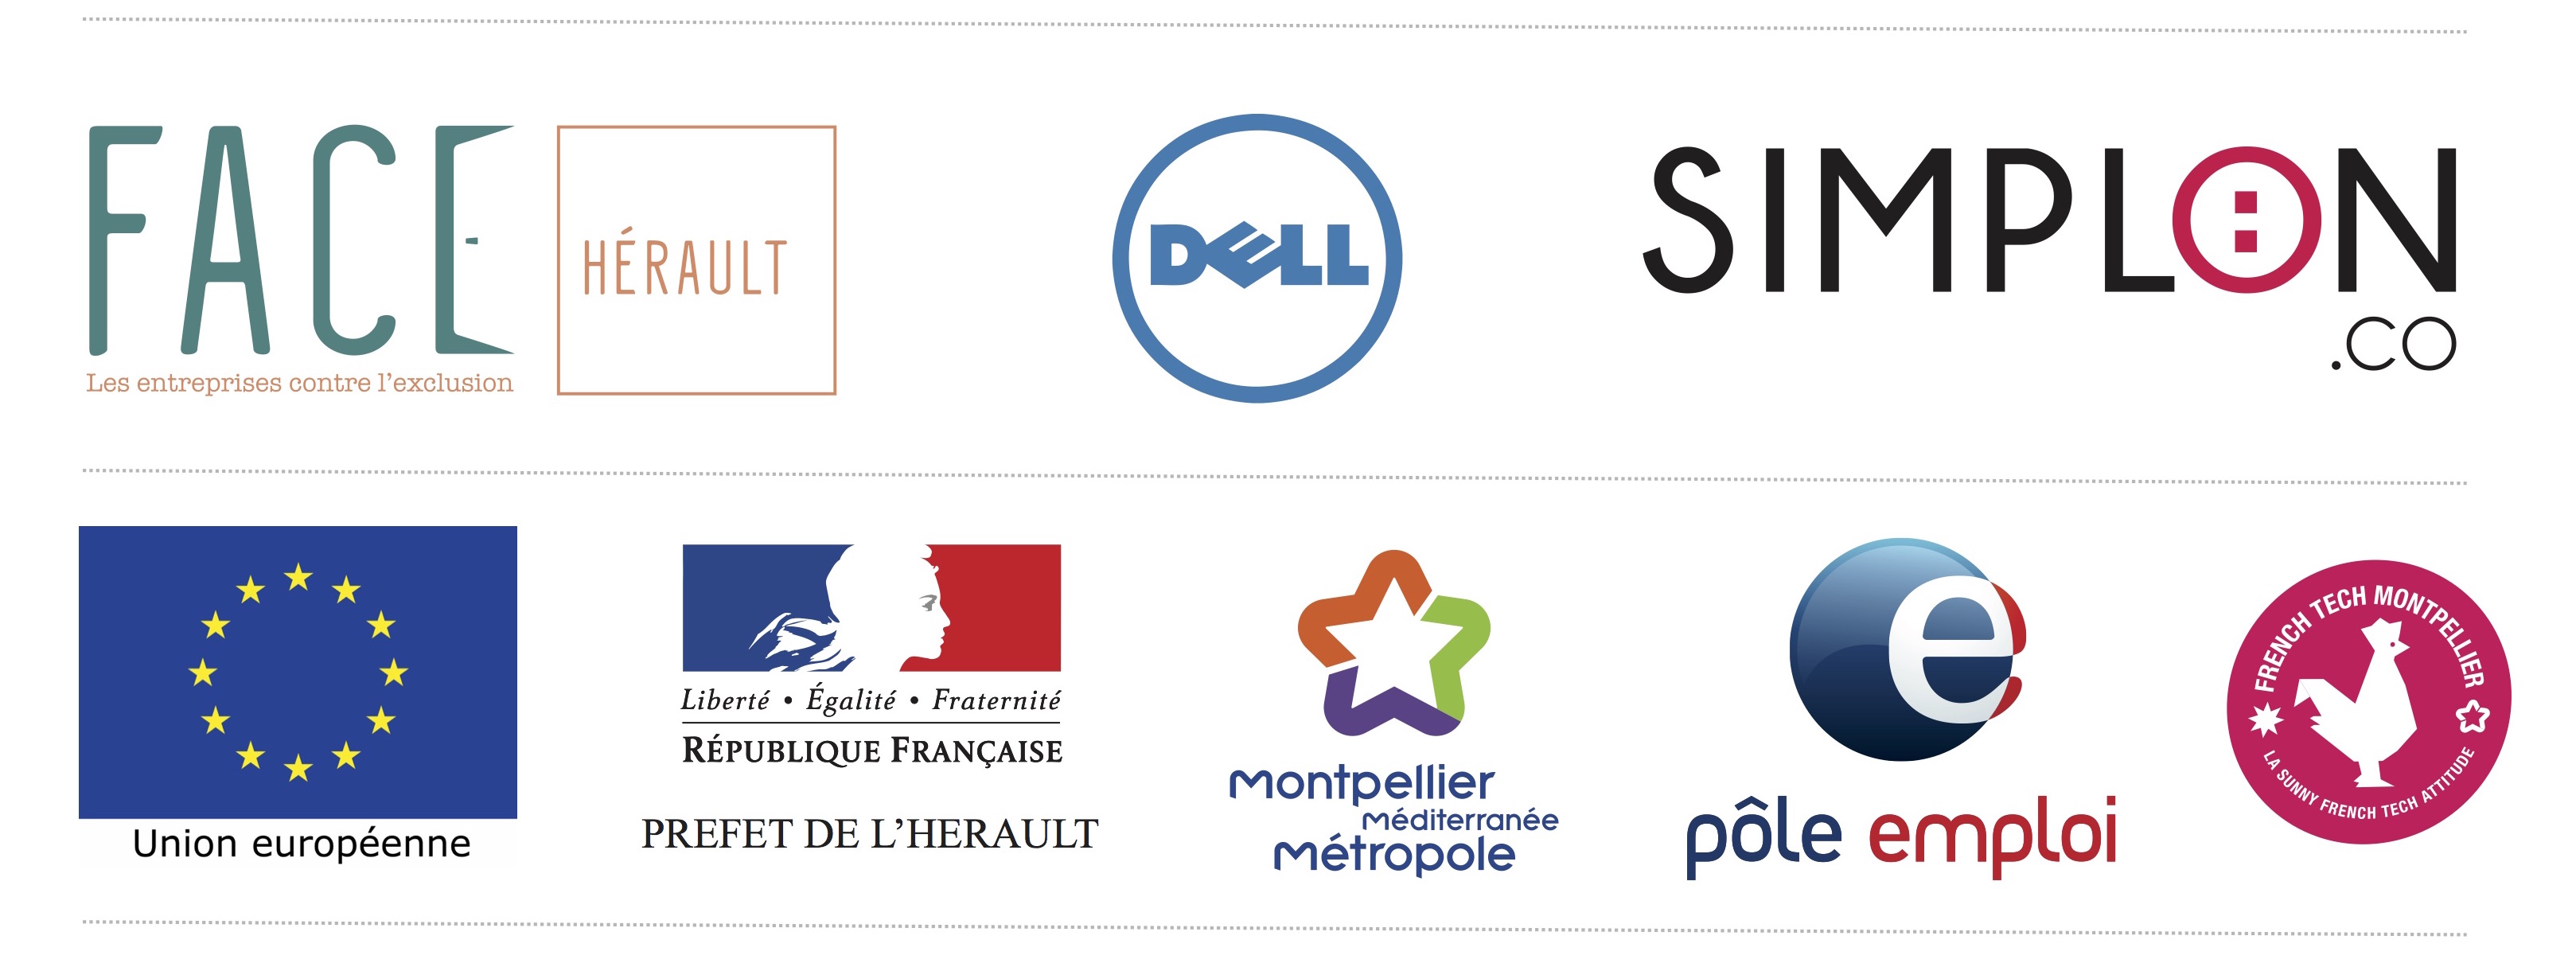 FACE
Les entreprises contre l'exclusion
HÉRAULT
DELL
SIMPLON
.CO
Union européenne
Liberté • Égalité • Fraternité
RÉPUBLIQUE FRANÇAISE
PREFET DE L'HERAULT
montpellier
méditerranée
métropole
e
pôle emploi
FRENCH TECH MONTPELLIER
LA SUNNY FRENCH TECH ATTITUDE